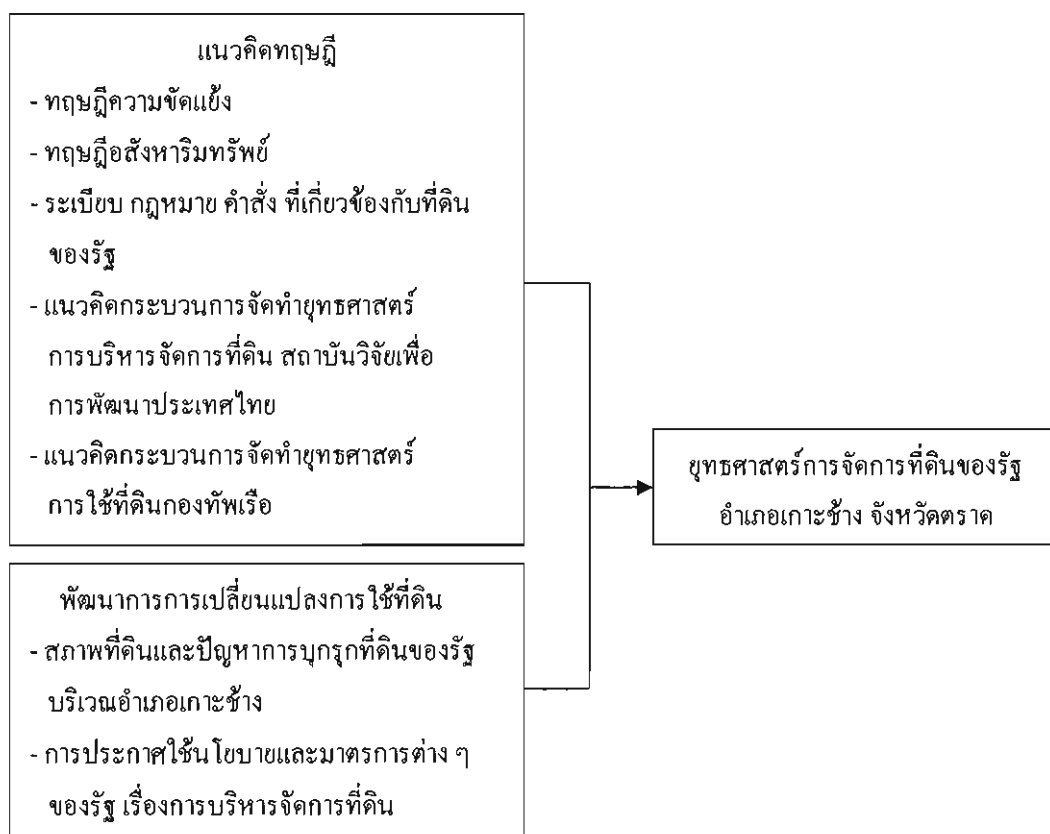 แนวคิดทฤษฎี
- ทฤษฎีความขัดแย้ง
- ทฤษฎีอสังหาริมทรัพย์
- ระเบียบ กฎหมาย คำสั่ง ที่เกี่ยวข้องกับที่ดิน
ของรัฐ
- แนวคิดกระบวนการจัดทำยุทธศาสตร์
การบริหารจัดการที่ดิน สถาบันวิจัยเพื่อ
การพัฒนาประเทศไทย
- แนวคิดกระบวนการจัดทำยุทธศาสตร์
การใช้ที่ดินกองทัพเรือ
พัฒนาการการเปลี่ยนแปลงการใช้ที่ดิน
- สภาพที่ดินและปัญหาการบุกรุกที่ดินของรัฐ
บริเวณอำเภอเกาะช้าง
- การประกาศใช้นโยบายและมาตรการต่าง ๆ
ของรัฐ เรื่องการบริหารจัดการที่ดิน
ยุทธศาสตร์การจัดการที่ดินของรัฐ
อำเภอเกาะช้าง จังหวัดตราด